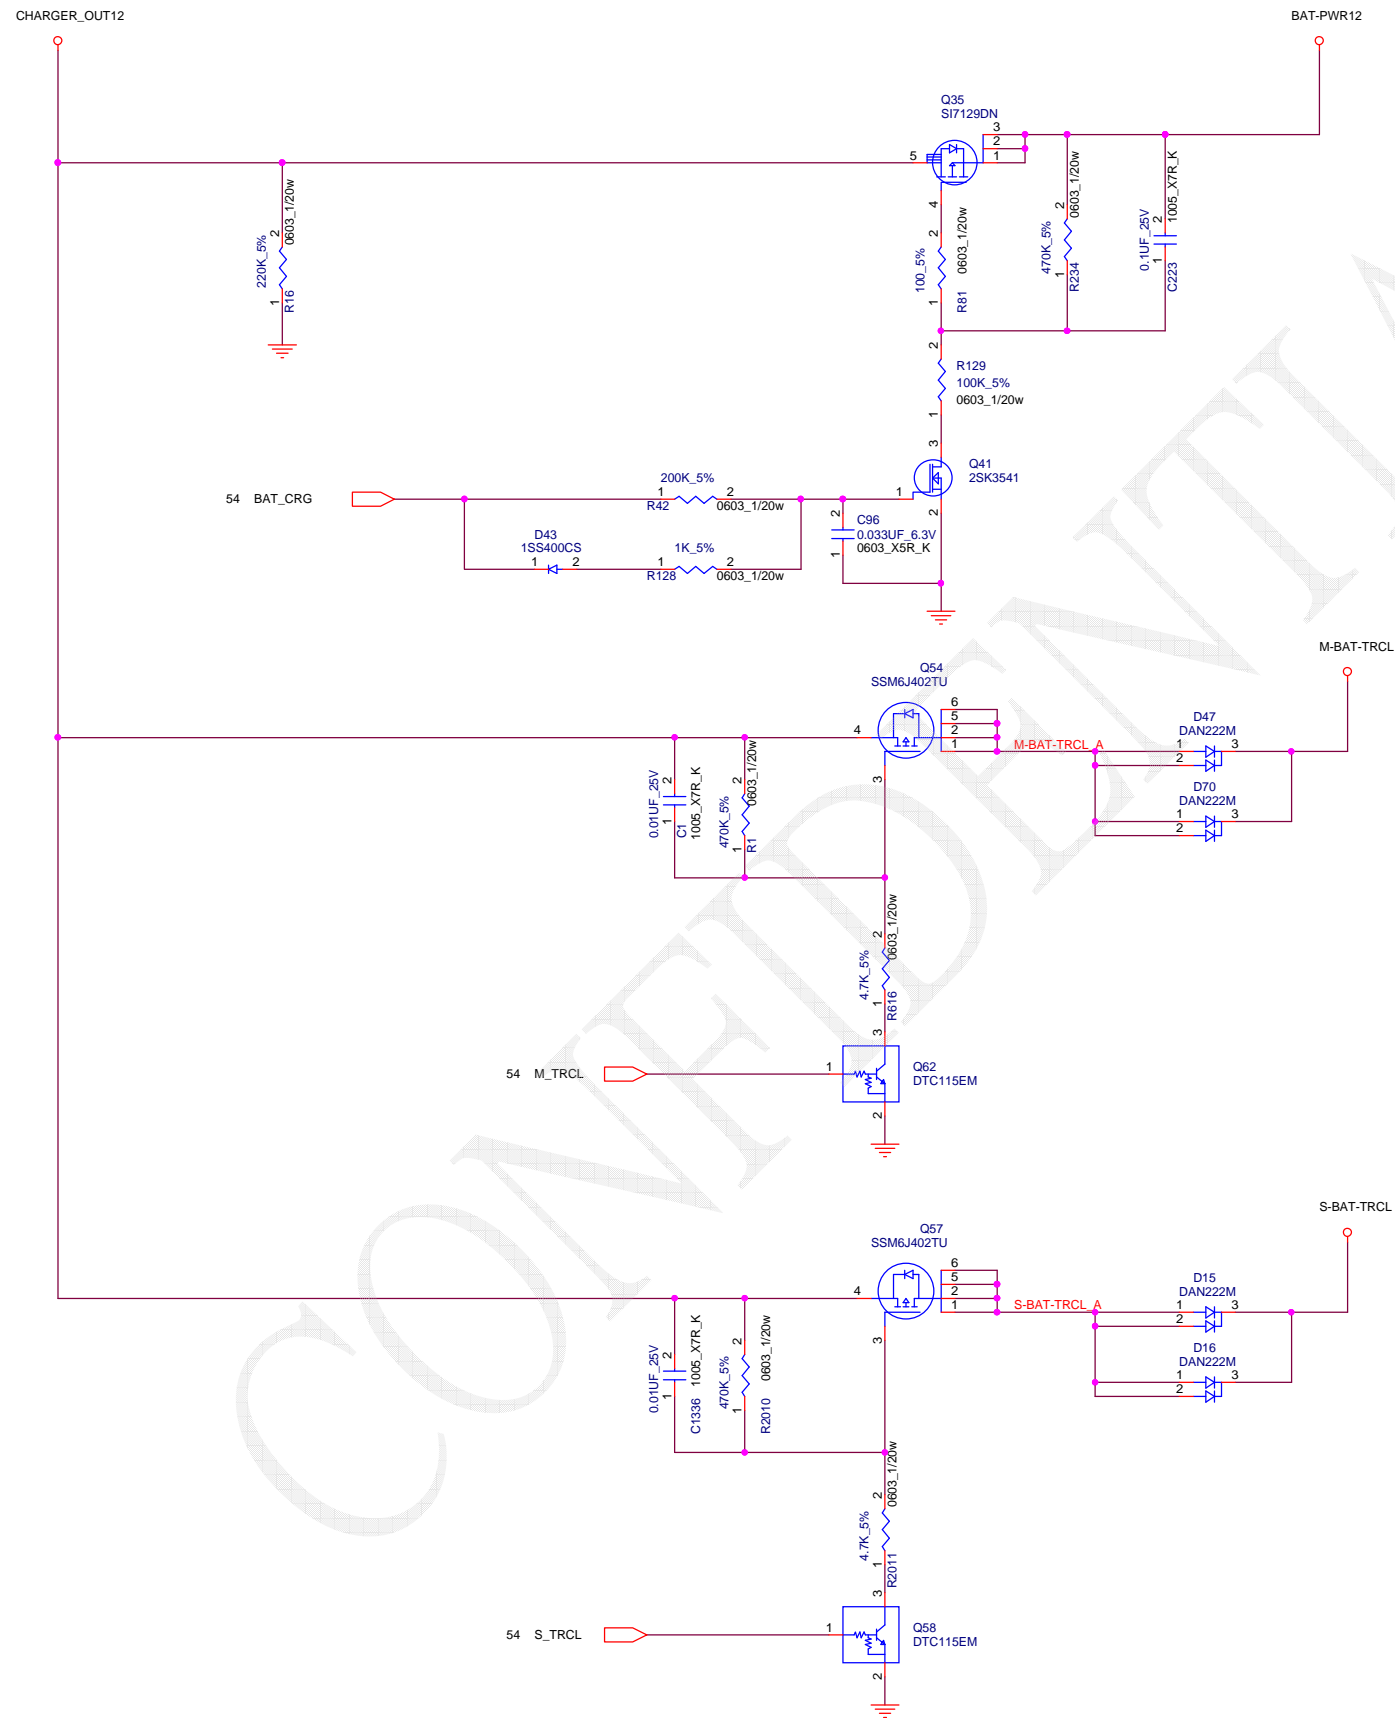 CHARGER_OUT12
BAT-PWR12
Q35
SI7129DN
5
3
2
1
4
220K_5%
2
0603_1/20w
1
R16
100_5%
2
0603_1/20w
1
R81
470K_5%
2
0603_1/20w
1
R234
0.1UF_25V
2
1005_X7R_K
1
C223
2
R129
100K_5%
0603_1/20w
1
3
Q41
2SK3541
1
2
54 BAT_CRG
200K_5%
1
2
R42
0603_1/20w
D43
1SS400CS
1
2
1K_5%
1
2
R128
0603_1/20w
2
C96
0.033UF_6.3V
0603_X5R_K
1
M-BAT-TRCL
Q54
SSM6J402TU
4
6
5
2
1
3
M-BAT-TRCL_A
D47
DAN222M
1
2
3
D70
DAN222M
1
2
3
0.01UF_25V
2
1005_X7R_K
1
C1
470K_5%
2
0603_1/20w
1
R1
4.7K_5%
2
0603_1/20w
1
R616
3
54 M_TRCL
1
Q62
DTC115EM
2
S-BAT-TRCL
Q57
SSM6J402TU
4
6
5
2
1
3
S-BAT-TRCL_A
D15
DAN222M
1
2
3
D16
DAN222M
1
2
3
0.01UF_25V
2
1005_X7R_K
1
C1336
470K_5%
2
0603_1/20w
1
R2010
4.7K_5%
2
0603_1/20w
1
R2011
3
54 S_TRCL
1
Q58
DTC115EM
2
CONFIDENTIA